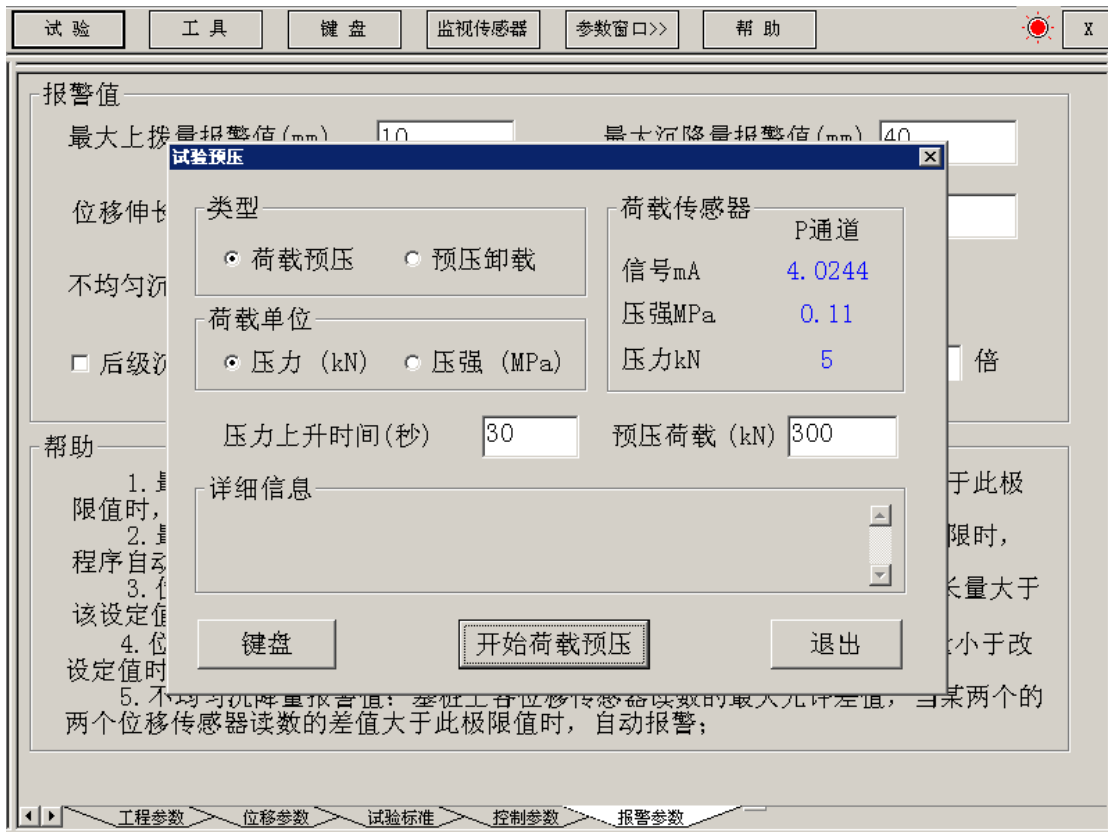 试 验 工 具 键 盘 监视传感器 参数窗口>> 帮 助 X
报警值
最大上拨量报警值(mm) 10 最大沉降量报警值(mm) 40
试验预压
位移伸长
不均匀沉
后级沉 倍
类型
荷载预压 预压卸载
荷载单位
压力 (kN) 压强 (MPa)
荷载传感器
P通道
信号mA 4.0244
压强MPa 0.11
压力kN 5
压力上升时间(秒) 30 预压荷载 (kN) 300
详细信息
键盘 开始荷载预压 退出
帮助
1. 于此极
限值时,
2. 限时,
程序自动
3. 长量大于
该设定值
4. 位 小于改
设定值时
5. 不均匀沉降量报警值: 基桩上各位移传感器读数的最大允许差值, 当某两个的
两个位移传感器读数的差值大于此极限值时, 自动报警;
工程参数 位移参数 试验标准 控制参数 报警参数